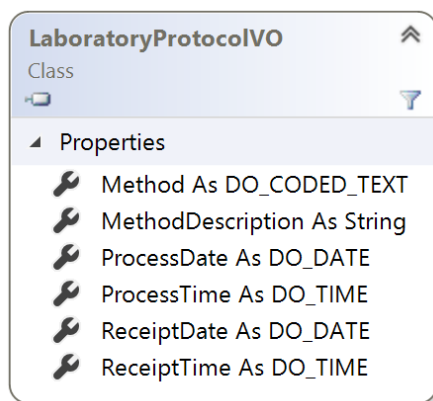 LaboratoryProtocolVO
Class
Properties
Method As DO_CODED_TEXT
MethodDescription As String
ProcessDate As DO_DATE
ProcessTime As DO_TIME
ReceiptDate As DO_DATE
ReceiptTime As DO_TIME